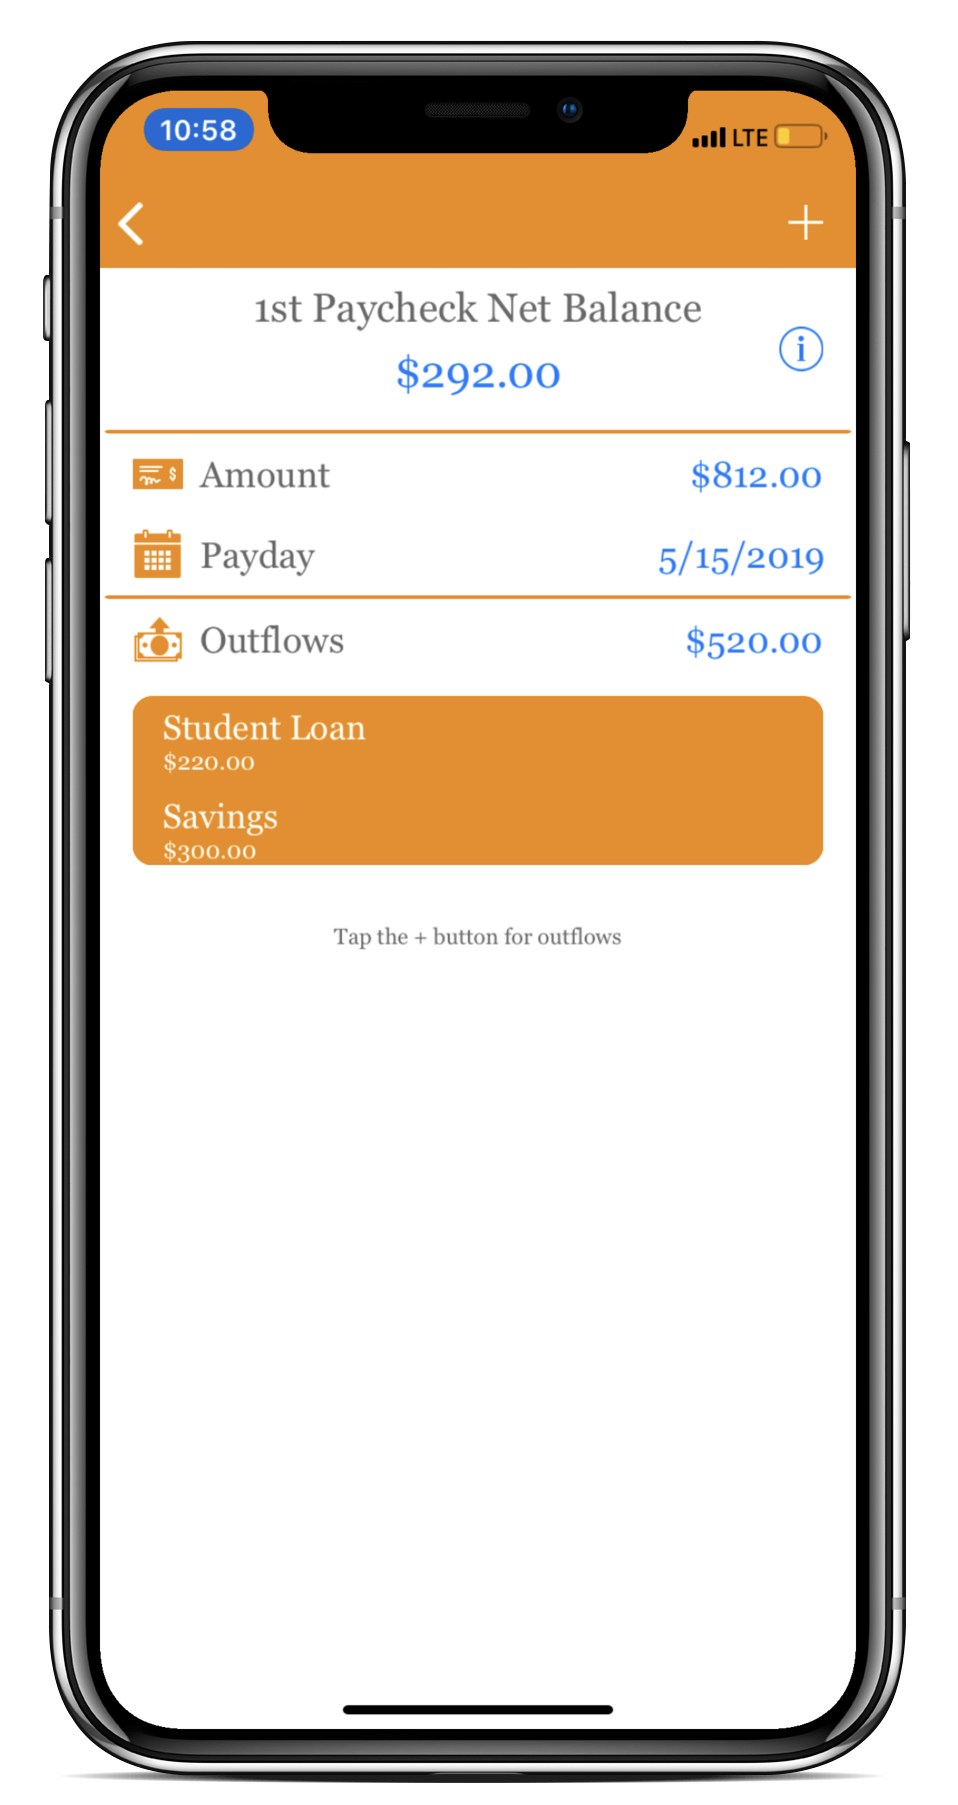 10:58 LTE
1st Paycheck Net Balance
$292.00
i
$
Amount $812.00
Payday 5/15/2019
Outflows $520.00
Student Loan
$220.00
Savings
$300.00
Tap the + button for outflows